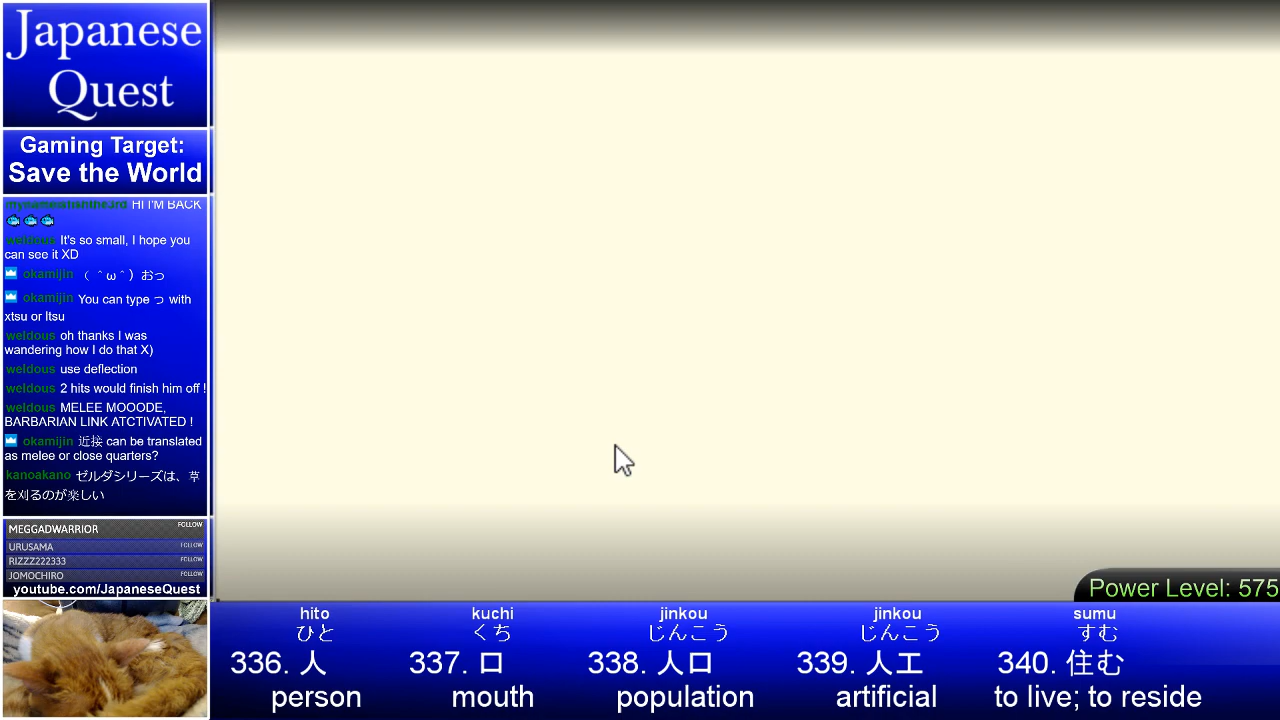 Japanese
Quest
Gaming Target:
Save the World
HI I'M BACK
weldous It's so small, I hope you
can see it XD
okamijin ( ＾ω＾) おっ
okamijin You can type っ with
xtsu or ltsu
weldous oh thanks I was
wandering how I do that X)
weldous use deflection
weldous 2 hits would finish him off !
weldous MELEE MOOODE,
BARBARIAN LINK ATCTIVATED !
okamijin 近接 can be translated
as melee or close quarters?
kanoakano ゼルダシリーズは、草
を刈るのが楽しい
MEGGADWARRIOR FOLLOW
URUSAMA FOLLOW
RIZZZ222333 FOLLOW
JOMOCHIRO FOLLOW
youtube.com/JapaneseQuest
Power Level: 575
hito kuchi jinkou jinkou sumu
ひと くち じんこう じんこう すむ
336. 人 337. 口 338. 人口 339. 人工 340. 住む
person mouth population artificial to live; to reside